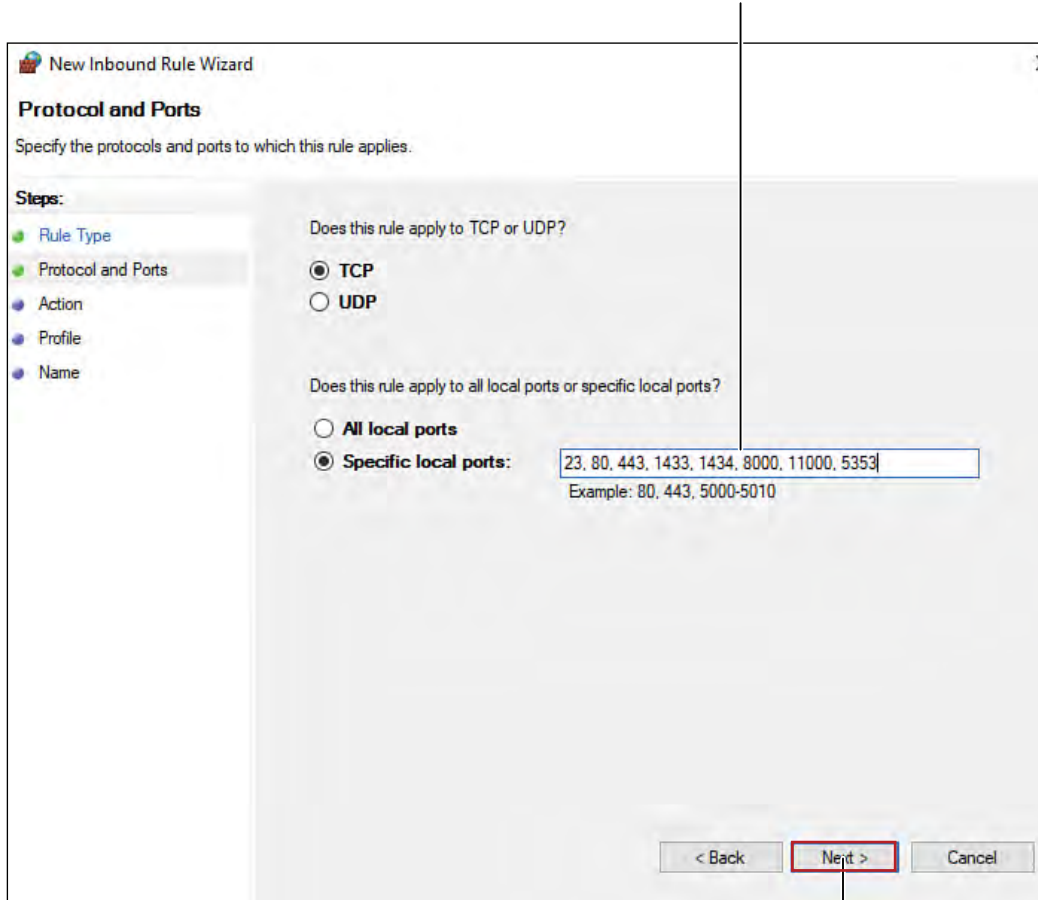 New Inbound Rule Wizard
Protocol and Ports
Specify the protocols and ports to which this rule applies.
Steps:
Rule Type
Protocol and Ports
Action
Profile
Name
Does this rule apply to TCP or UDP?
TCP
UDP
Does this rule apply to all local ports or specific local ports?
All local ports
Specific local ports: 23, 80, 443, 1433, 1434, 8000, 11000, 5353
Example: 80, 443, 5000-5010
< Back Next > Cancel